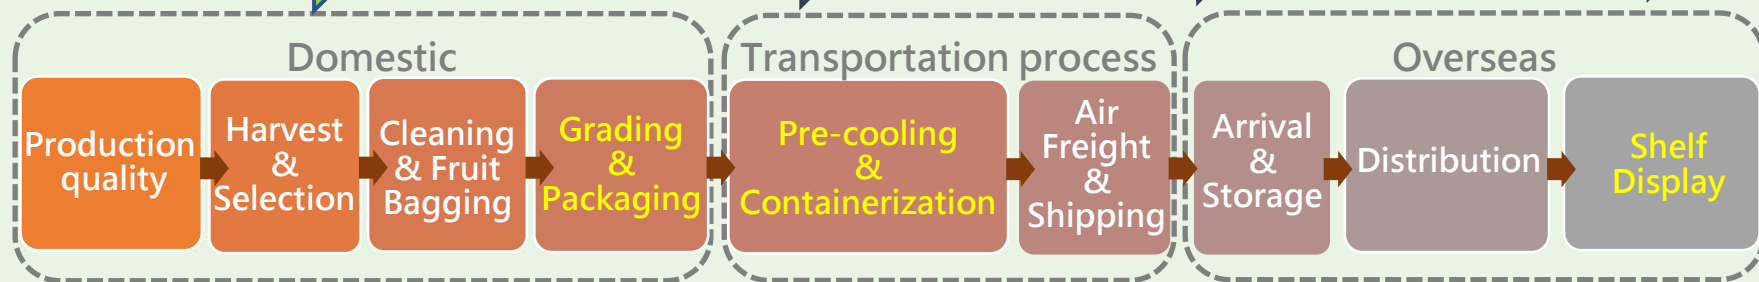 Domestic
Transportation process
Overseas
Production
quality
Harvest
&
Selection
Cleaning
& Fruit
Bagging
Grading
&
Packaging
Pre-cooling
&
Containerization
Air
Freight
&
Shipping
Arrival
&
Storage
Distribution
Shelf
Display